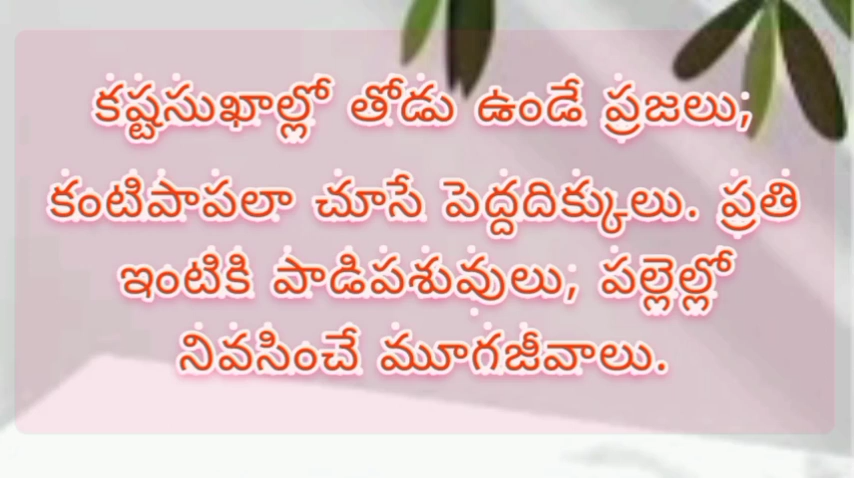 కష్టసుఖాల్లో తోడు ఉండే ప్రజలు;
కంటిపాపలా చూసే పెద్దదిక్కులు. ప్రతి
ఇంటికి పాడిపశువులు; పల్లెల్లో
నివసించే మూగజీవాలు.